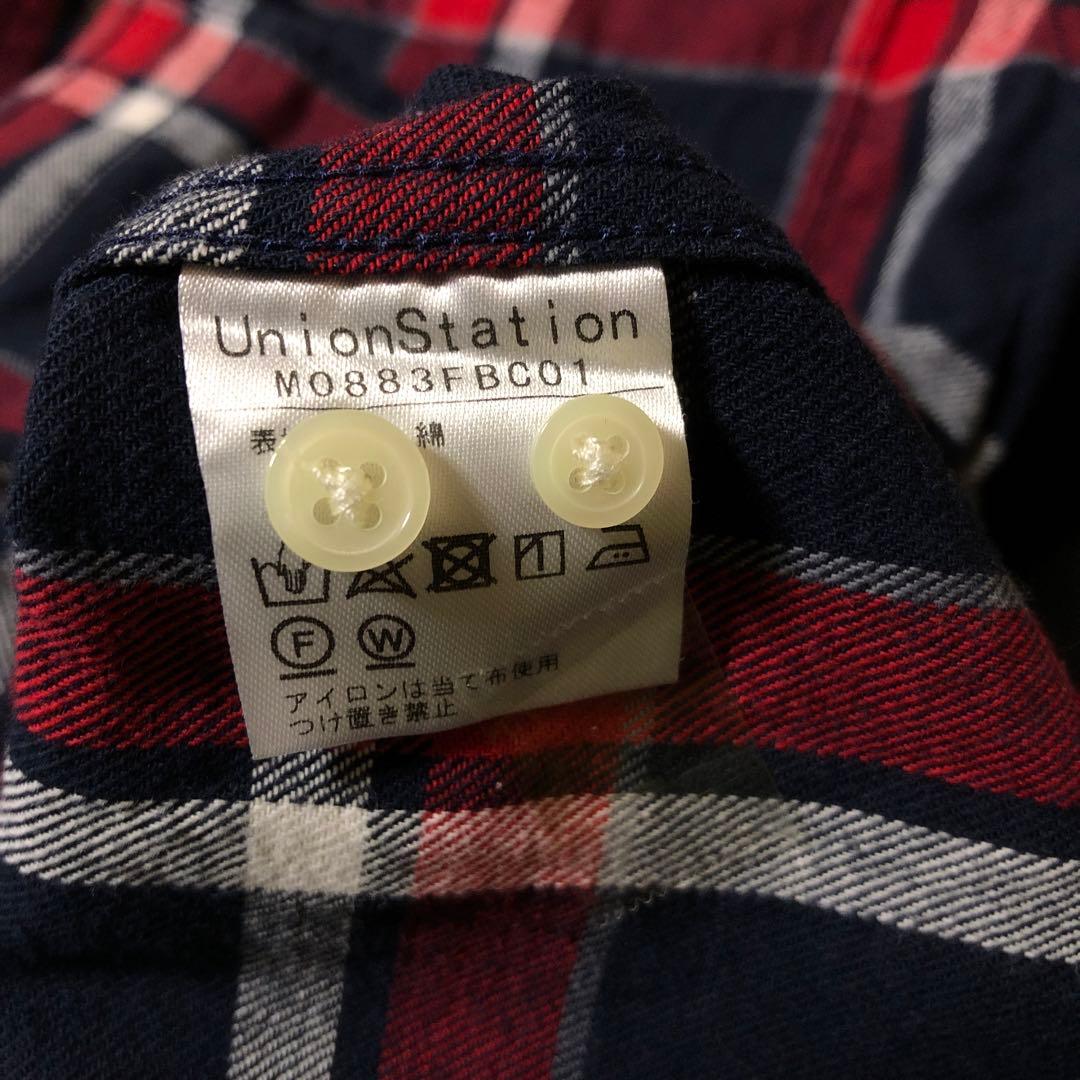 UnionStation
M0883FBC01
表 綿
F W
アイロンは当て布使用
つけ置き禁止